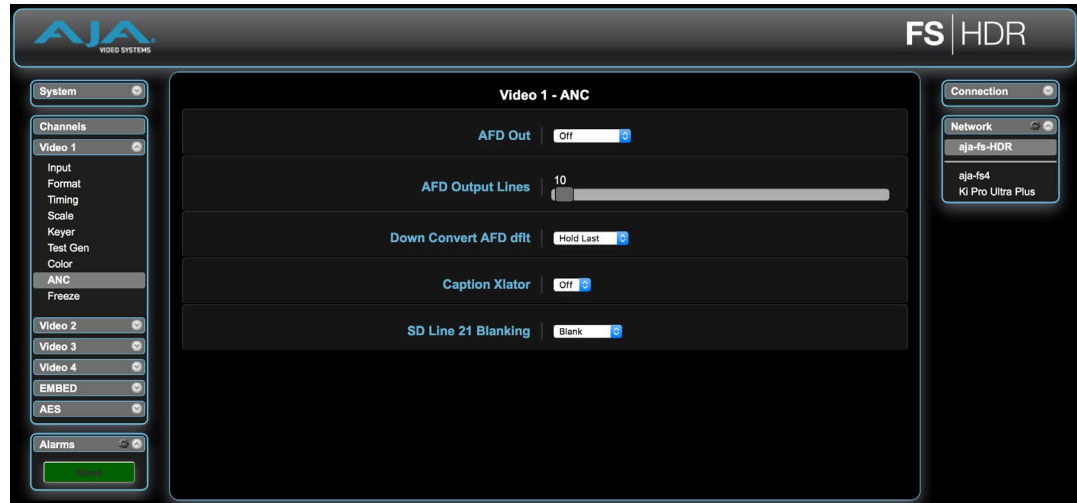 AJA
VIDEO SYSTEMS
FS|HDR
System
Channels
Video 1
Input
Format
Timing
Scale
Keyer
Test Gen
Color
ANC
Freeze
Video 2
Video 3
Video 4
EMBED
AES
Alarms
None
Video 1 - ANC
AFD Out
Off
AFD Output Lines
10
Down Convert AFD dflt
Hold Last
Caption Xlator
Off
SD Line 21 Blanking
Blank
Connection
Network
aja-fs-HDR
aja-fs4
Ki Pro Ultra Plus